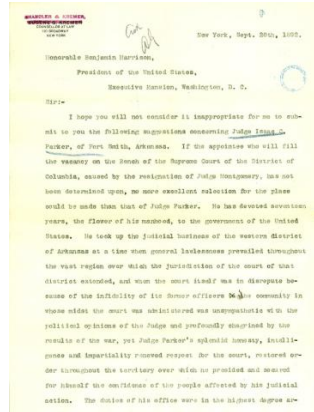 CHANDLER & KREMER,
COUNSELLOR AT LAW
NEW YORK
New York, Sept. 28th, 1892.
Honorable Benjamin Harrison,
President of the United States,
Executive Mansion, Washington, D. C.
Sir:-
I hope you will not consider it inappropriate for me to sub-
mit to you the following suggestions concerning Judge Isaac C.
Parker, of Fort Smith, Arkansas. If the appointee who will fill
the vacancy on the Bench of the Supreme Court of the District of
Columbia, caused by the resignation of Judge Montgomery, has not
been determined upon, no more excellent selection for the place
could be made than that of Judge Parker. He has devoted seventeen
years, the flower of his manhood, to the government of the United
States. He took up the judicial business of the western district
of Arkansas at a time when general lawlessness prevailed throughout
the vast region over which the jurisdiction of the court of that
district extended, and when the court itself was in disrepute be-
cause of the infidelity of its former officers the community in
whose midst the court was administered was unsympathetic with the
political opinions of the Judge and profoundly chagrined by the
results of the war, yet Judge Parker's splendid honesty, intelli-
gence and impartiality renewed respect for the court, restored or-
der throughout the territory over which he presided and secured
for himself the confidence of the people affected by his judicial
action. The duties of his office were in the highest degree ar-